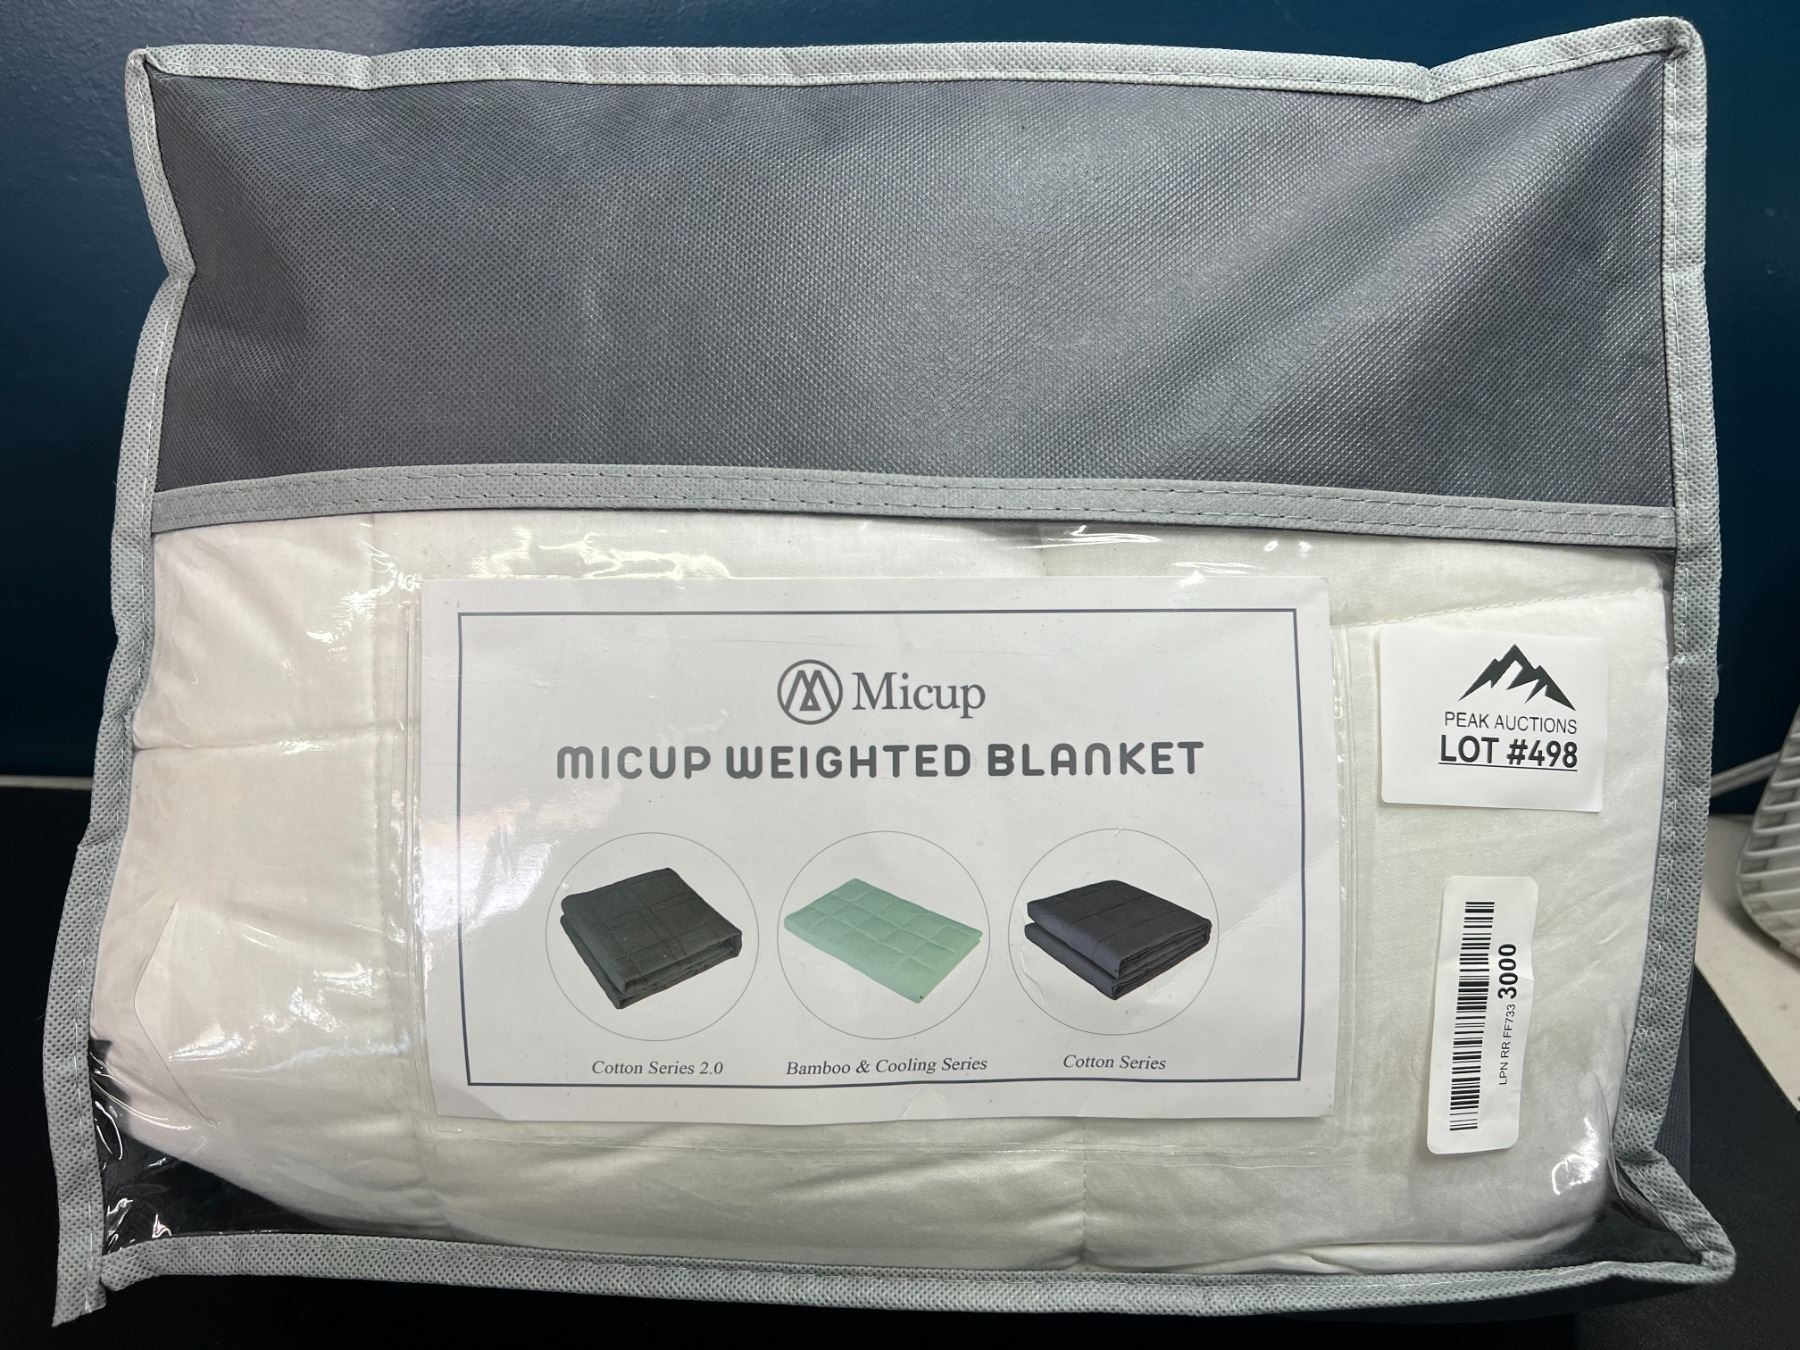 Micup
MICUP WEIGHTED BLANKET
Cotton Series 2.0
Bamboo & Cooling Series
Cotton Series
PEAK AUCTIONS
LOT #498
LPN RR FF733 3000